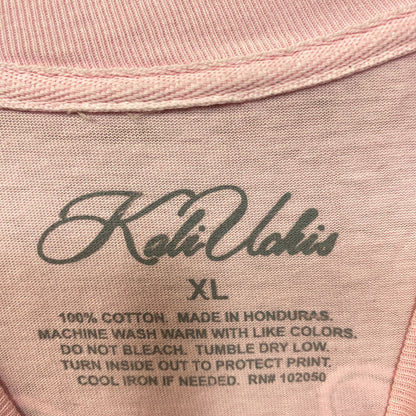 Kali Uchis
XL
100% COTTON. MADE IN HONDURAS.
MACHINE WASH WARM WITH LIKE COLORS.
DO NOT BLEACH. TUMBLE DRY LOW.
TURN INSIDE OUT TO PROTECT PRINT.
COOL IRON IF NEEDED. RN# 102050